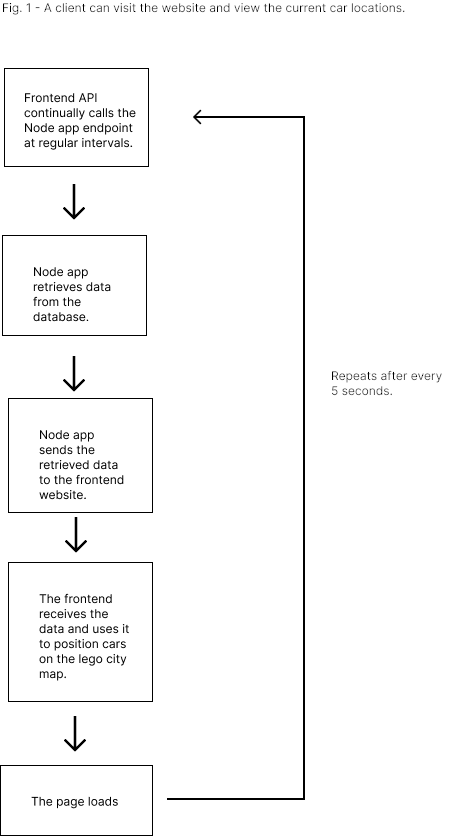 Fig. 1 - A client can visit the website and view the current car locations.
Frontend API
continually calls the
Node app endpoint
at regular intervals.
Node app
retrieves data
from the
database.
Repeats after every
5 seconds.
Node app
sends the
retrieved data
to the frontend
website.
The frontend
receives the
data and uses it
to position cars
on the lego city
map.
The page loads